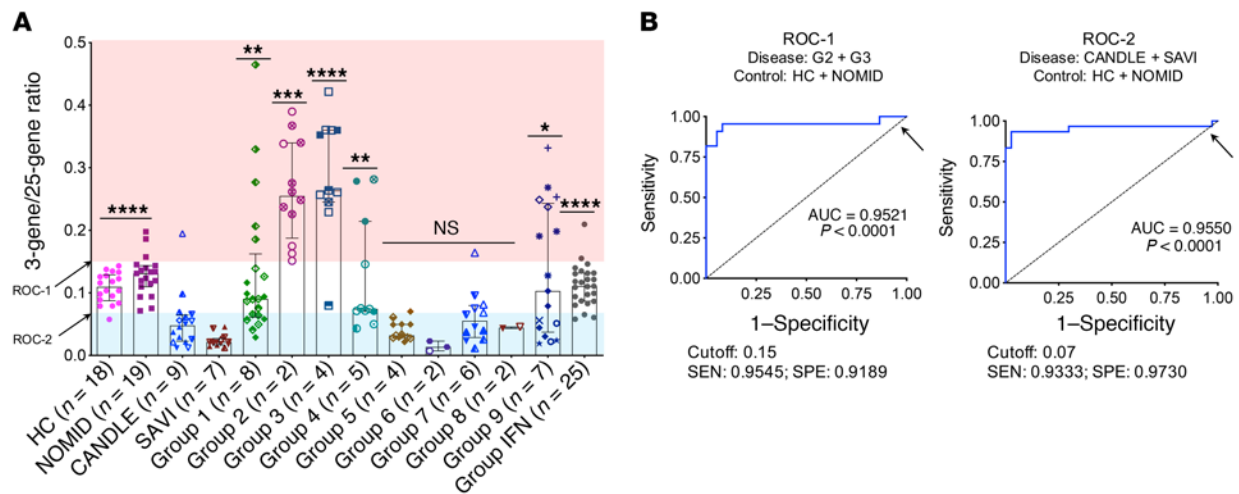 A
3-gene/25-gene ratio
0.5
0.4
0.3
0.2
0.1
0.0
ROC-1
ROC-2
**
***
****
**
*
****
****
NS
HC (n = 18)
NOMID (n = 19)
CANDLE (n = 9)
SAVI (n = 7)
Group 1 (n = 8)
Group 2 (n = 2)
Group 3 (n = 4)
Group 4 (n = 5)
Group 5 (n = 4)
Group 6 (n = 2)
Group 7 (n = 6)
Group 8 (n = 2)
Group 9 (n = 7)
Group IFN (n = 25)
B
ROC-1
Disease: G2 + G3
Control: HC + NOMID
Sensitivity
1.00
0.75
0.50
0.25
0.00
AUC = 0.9521
P < 0.0001
0.25 0.50 0.75 1.00
1–Specificity
Cutoff: 0.15
SEN: 0.9545; SPE: 0.9189
ROC-2
Disease: CANDLE + SAVI
Control: HC + NOMID
Sensitivity
1.00
0.75
0.50
0.25
0.00
AUC = 0.9550
P < 0.0001
0.25 0.50 0.75 1.00
1–Specificity
Cutoff: 0.07
SEN: 0.9333; SPE: 0.9730